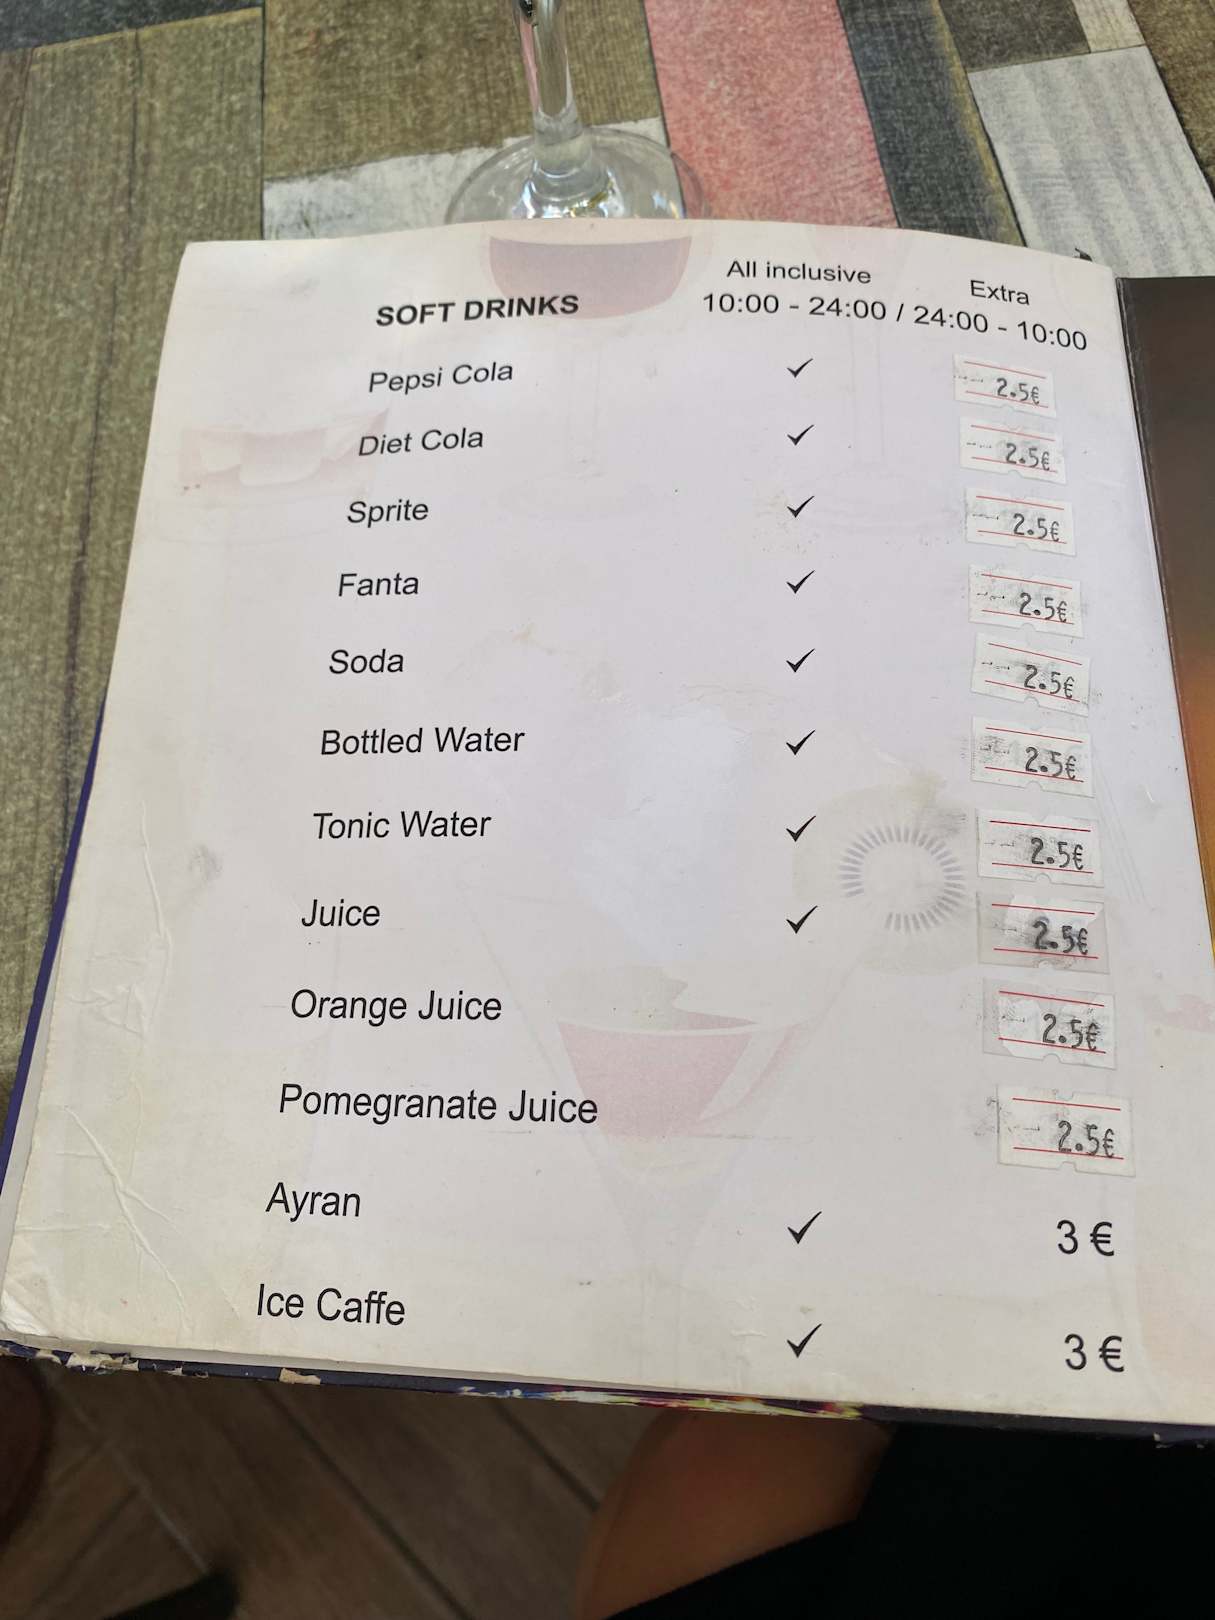 All inclusive Extra
SOFT DRINKS 10:00 - 24:00 / 24:00 - 10:00
Pepsi Cola ✓ 2.5€
Diet Cola ✓ 2.5€
Sprite ✓ 2.5€
Fanta ✓ 2.5€
Soda ✓ 2.5€
Bottled Water ✓ 2.5€
Tonic Water ✓ 2.5€
Juice ✓ 2.5€
Orange Juice 2.5€
Pomegranate Juice 2.5€
Ayran ✓ 3 €
Ice Caffe ✓ 3 €